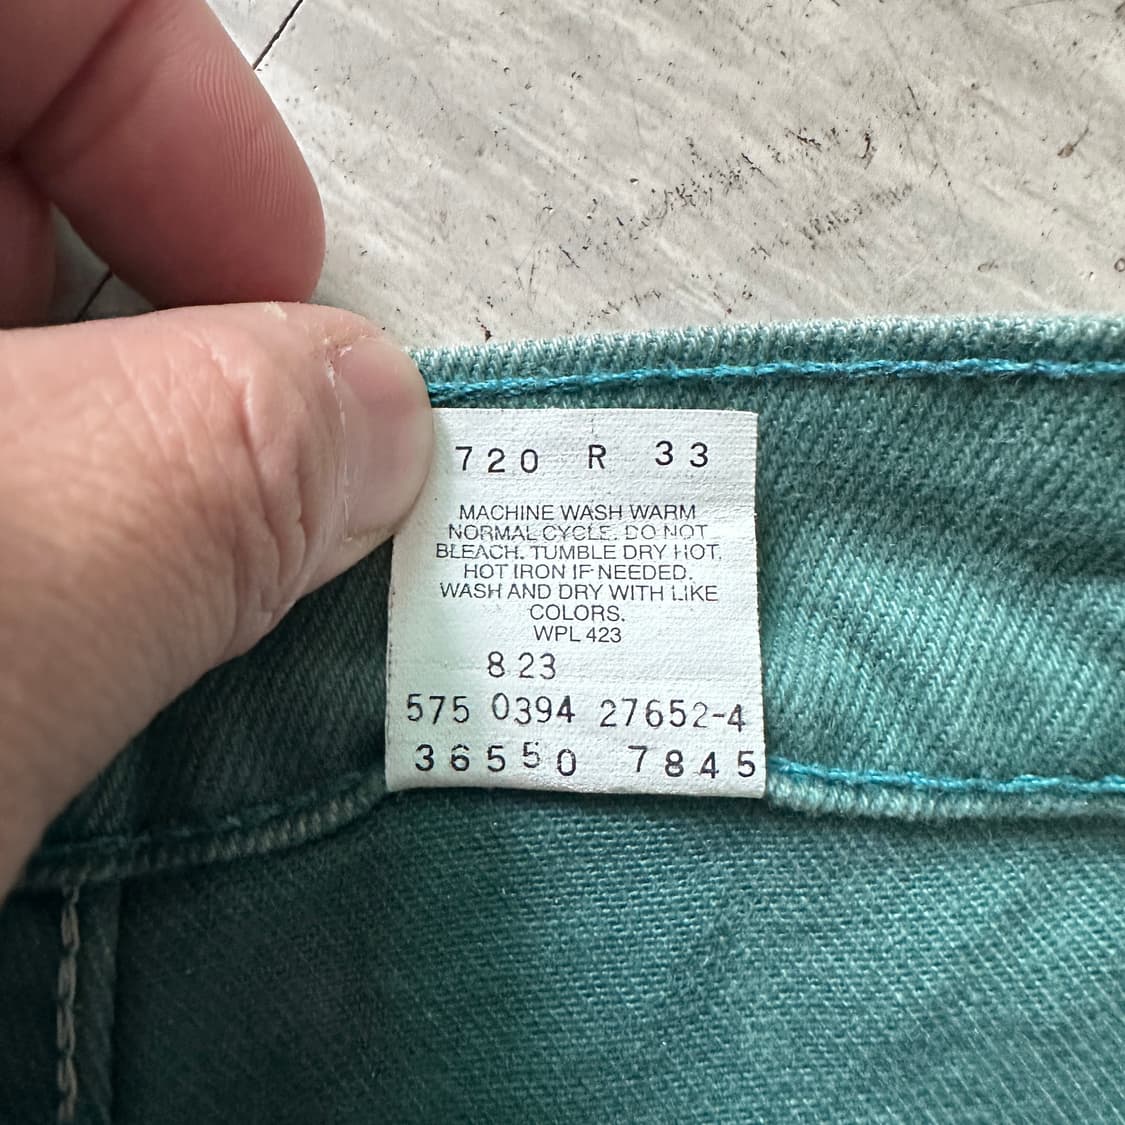 720 R 33
MACHINE WASH WARM
NORMAL CYCLE. DO NOT
BLEACH. TUMBLE DRY HOT.
HOT IRON IF NEEDED.
WASH AND DRY WITH LIKE
COLORS.
WPL 423
8 23
575 0394 27652-4
36550 7845